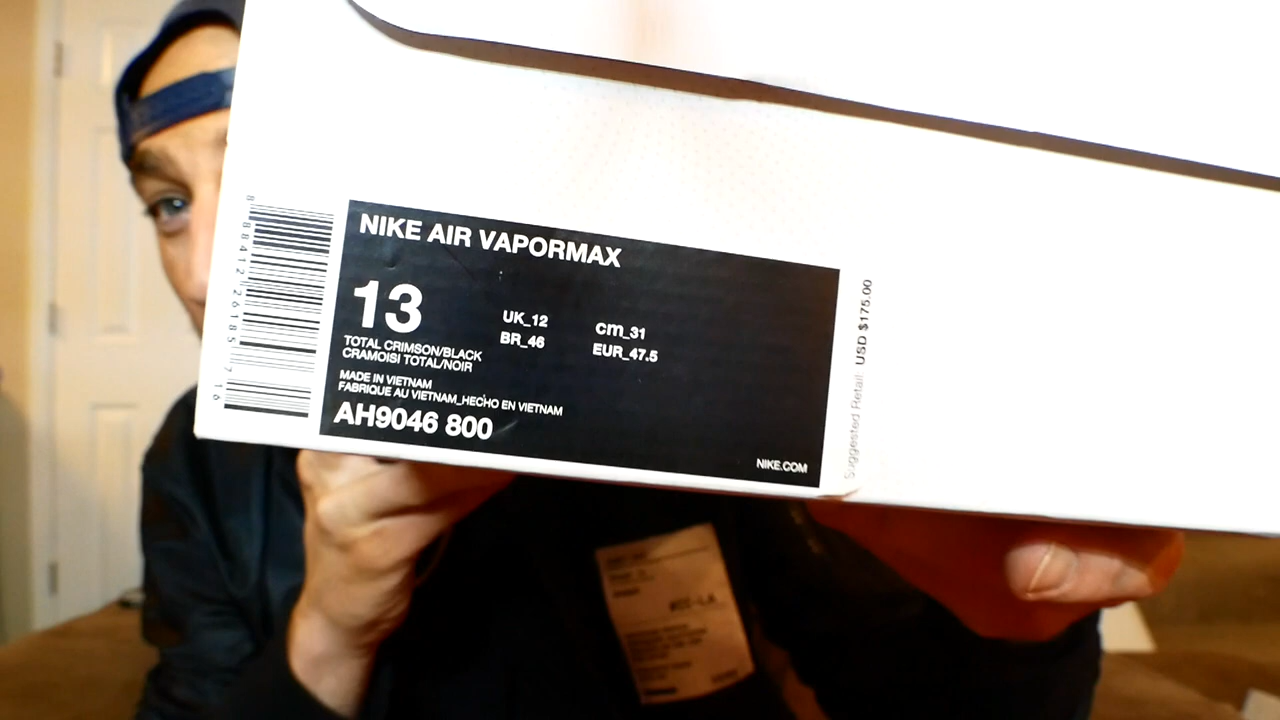 NIKE AIR VAPORMAX
13
UK_12
Cm_31
BR_46
EUR_47.5
TOTAL CRIMSON/BLACK
CRAMOISI TOTAL/NOIR
MADE IN VIETNAM
FABRIQUE AU VIETNAM_HECHO EN VIETNAM
AH9046 800
NIKE.COM
Suggested Retail: USD $175.00